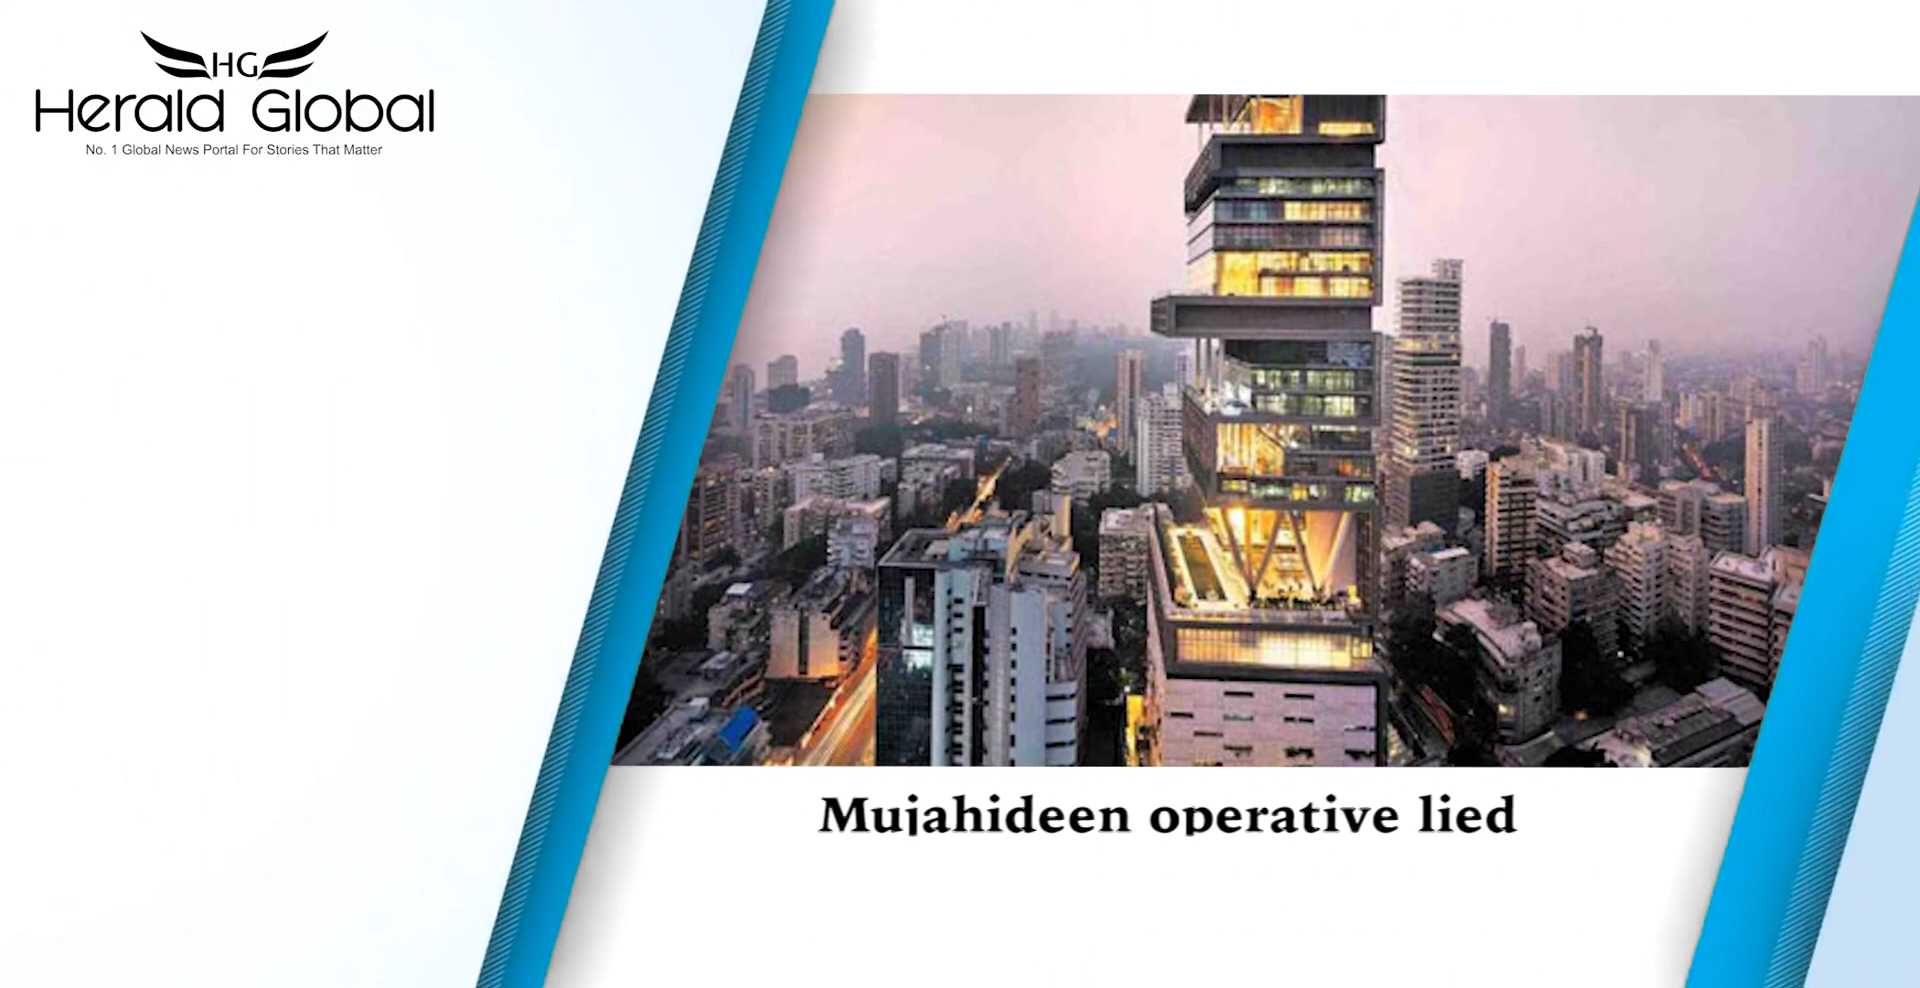 HG
Herald Global
No. 1 Global News Portal For Stories That Matter
Mujahideen operative lied